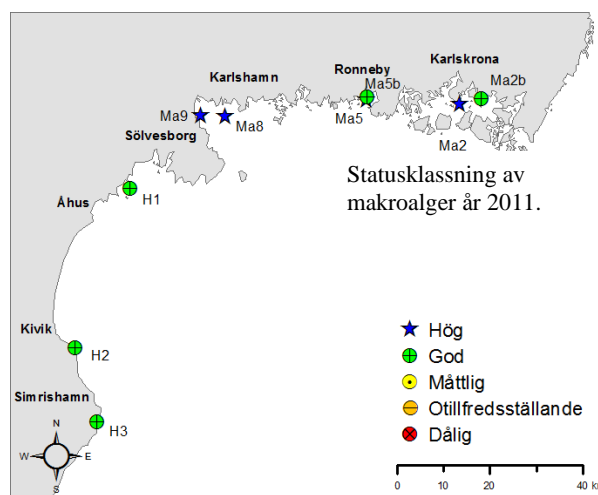 Karlskrona
Ronneby
Karlshamn
Ma5b
Ma2b
Ma9
Ma8
Ma5
Ma2
Sölvesborg
Statusklassning av
makroalger år 2011.
Åhus
H1
Kivik
H2
Hög
God
Måttlig
Otillfredsställande
Dålig
Simrishamn
H3
N
W E
S
0 10 20 40 km